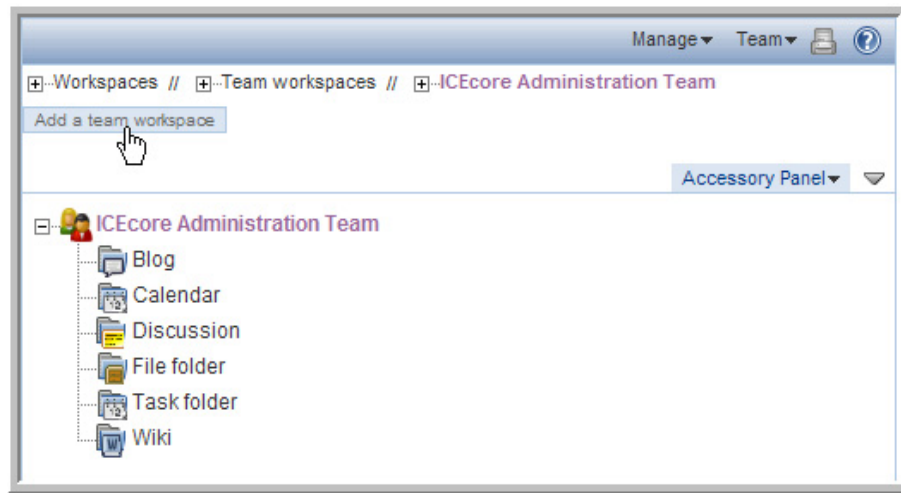 Manage Team ?
Workspaces // Team workspaces // ICEcore Administration Team
Add a team workspace
Accessory Panel
ICEcore Administration Team
Blog
Calendar
Discussion
File folder
Task folder
Wiki